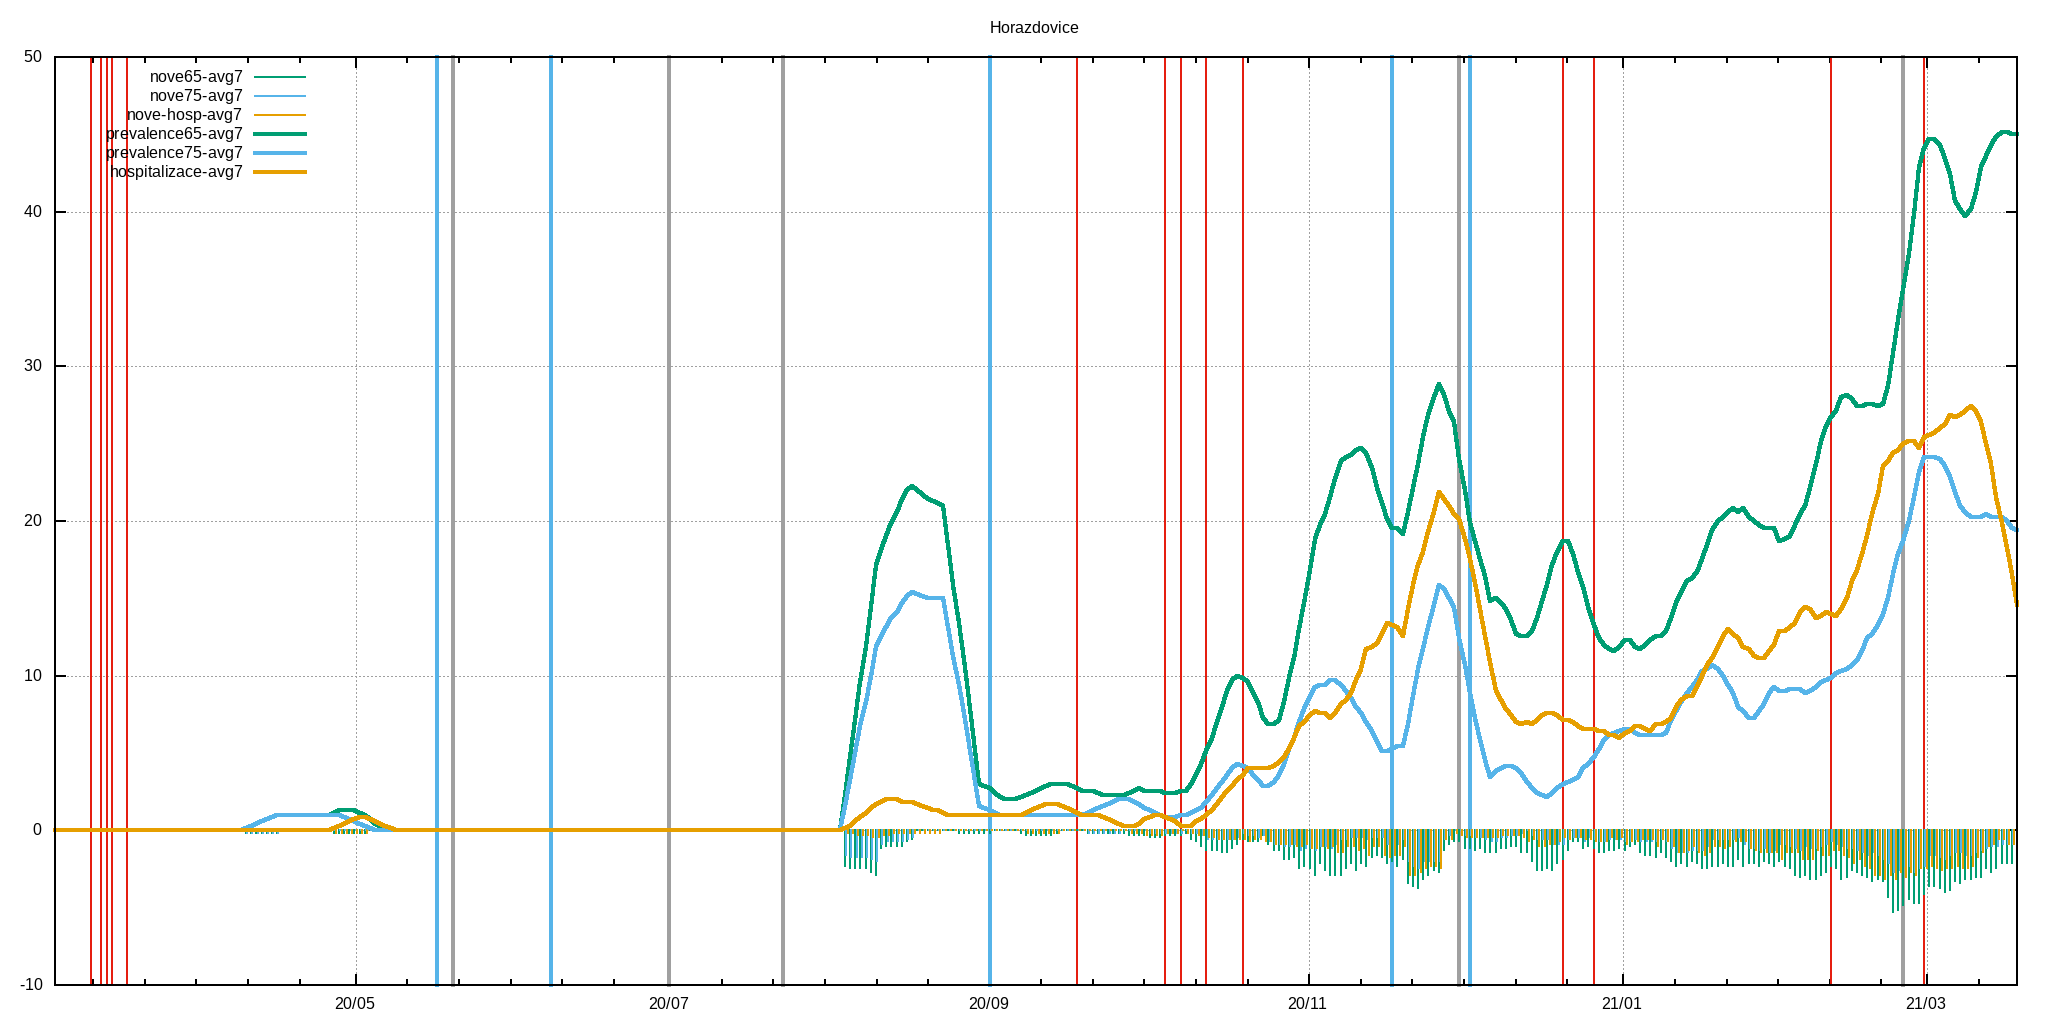 Horazdovice
50
nove65-avg7
nove75-avg7
nove-hosp-avg7
prevalence65-avg7
prevalence75-avg7
hospitalizace-avg7
40
30
20
10
0
-10
20/05 20/07 20/09 20/11 21/01 21/03